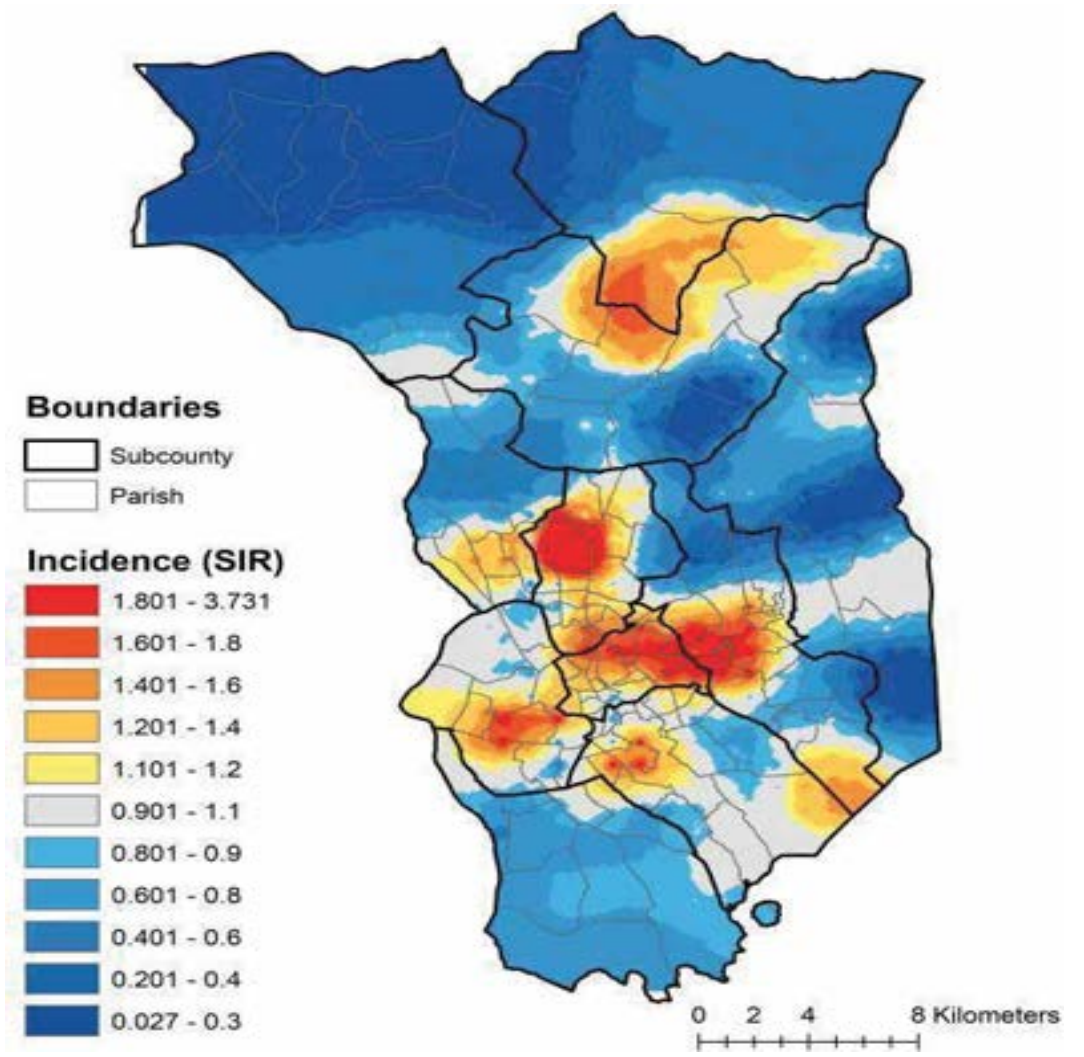 Boundaries
Subcounty
Parish
Incidence (SIR)
1.801 - 3.731
1.601 - 1.8
1.401 - 1.6
1.201 - 1.4
1.101 - 1.2
0.901 - 1.1
0.801 - 0.9
0.601 - 0.8
0.401 - 0.6
0.201 - 0.4
0.027 - 0.3
0 2 4 8 Kilometers